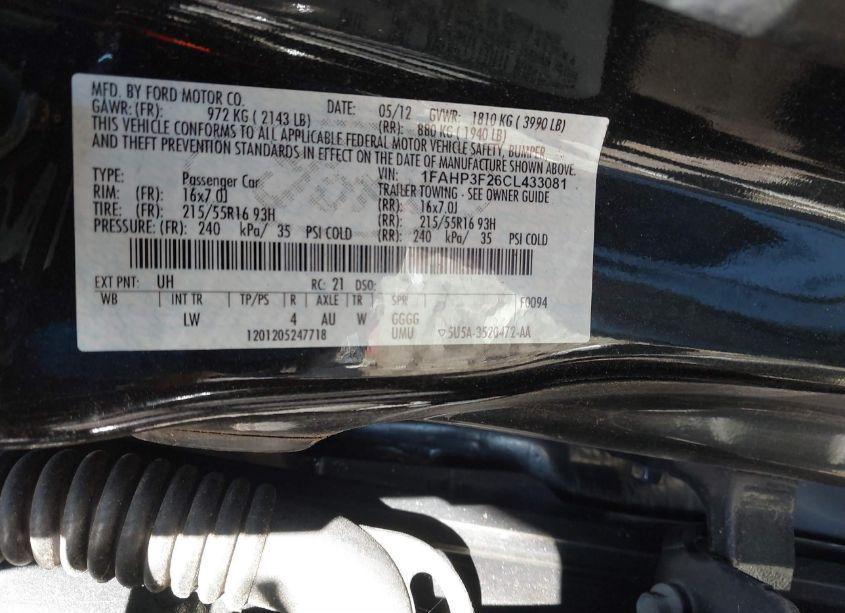 MFD. BY FORD MOTOR CO. DATE: 05/12 GVWR: 1810 KG ( 3990 LB)
GAWR: (FR): 972 KG ( 2143 LB) (RR): 880 KG ( 1940 LB)
THIS VEHICLE CONFORMS TO ALL APPLICABLE FEDERAL MOTOR VEHICLE SAFETY, BUMPER,
AND THEFT PREVENTION STANDARDS IN EFFECT ON THE DATE OF MANUFACTURE SHOWN ABOVE.
VIN: 1FAHP3F26CL433081
TYPE: Passenger Car TRAILER TOWING - SEE OWNER GUIDE
RIM: (FR): 16x7.0J (RR): 16x7.0J
TIRE: (FR): 215/55R16 93H (RR): 215/55R16 93H
PRESSURE: (FR): 240 kPa/ 35 PSI COLD (RR): 240 kPa/ 35 PSI COLD
EXT PNT: UH RC: 21 DSO:
WB INT TR TP/PS R AXLE TR SPR F0094
LW 4 AU W GGGG
1201205247718 UMU ▽5U5A-3520472-AA